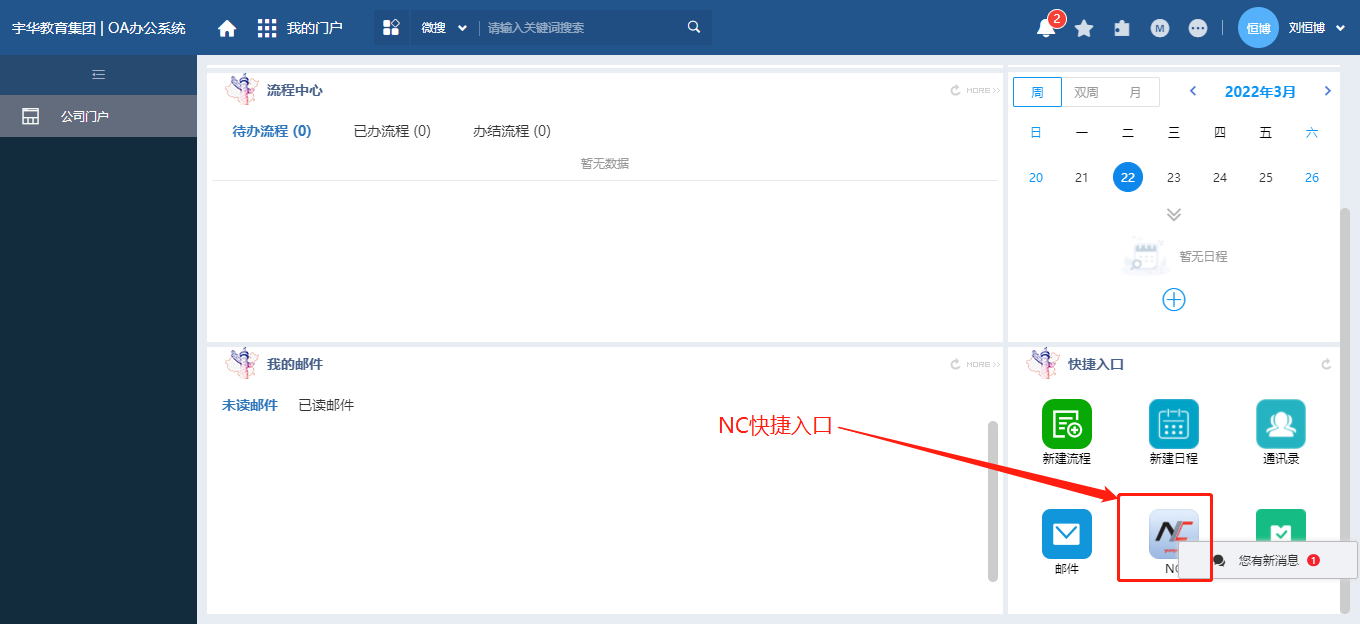 宇华教育集团 | OA办公系统
我的门户
微搜
请输入关键词搜索
2
M
恒博
刘恒博
公司门户
流程中心
MORE >>
待办流程 (0) 已办流程 (0) 办结流程 (0)
暂无数据
周 双周 月
2022年3月
日 一 二 三 四 五 六
20 21 22 23 24 25 26
暂无日程
我的邮件
MORE >>
未读邮件 已读邮件
NC快捷入口
快捷入口
新建流程 新建日程 通讯录
NC
邮件
您有新消息 1